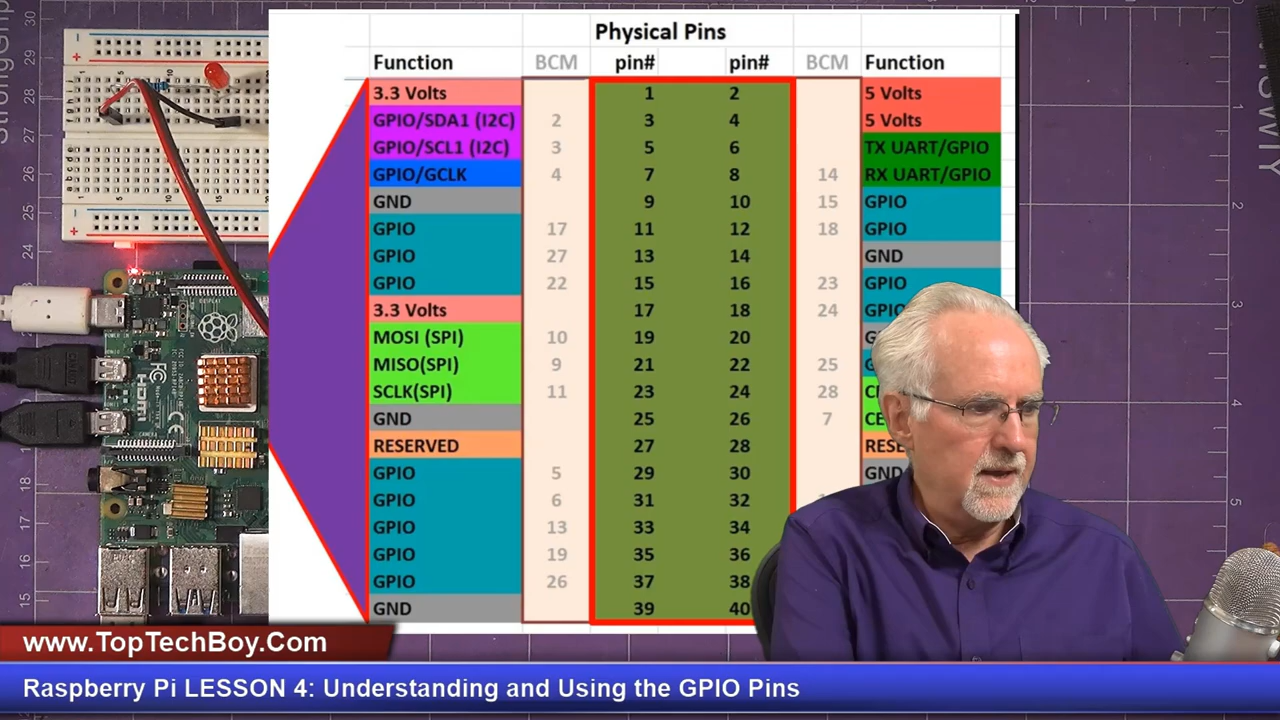 Physical Pins
Function BCM pin# pin# BCM Function
3.3 Volts 1 2 5 Volts
GPIO/SDA1 (I2C) 2 3 4 5 Volts
GPIO/SCL1 (I2C) 3 5 6 TX UART/GPIO
GPIO/GCLK 4 7 8 14 RX UART/GPIO
GND 9 10 15 GPIO
GPIO 17 11 12 18 GPIO
GPIO 27 13 14 GND
GPIO 22 15 16 23 GPIO
3.3 Volts 17 18 24 GPIO
MOSI (SPI) 10 19 20
MISO(SPI) 9 21 22 25
SCLK(SPI) 11 23 24 28
GND 25 26 7
RESERVED 27 28
GPIO 5 29 30 GND
GPIO 6 31 32
GPIO 13 33 34
GPIO 19 35 36
GPIO 26 37 38
GND 39 40
HDMI
www.TopTechBoy.Com
Raspberry Pi LESSON 4: Understanding and Using the GPIO Pins